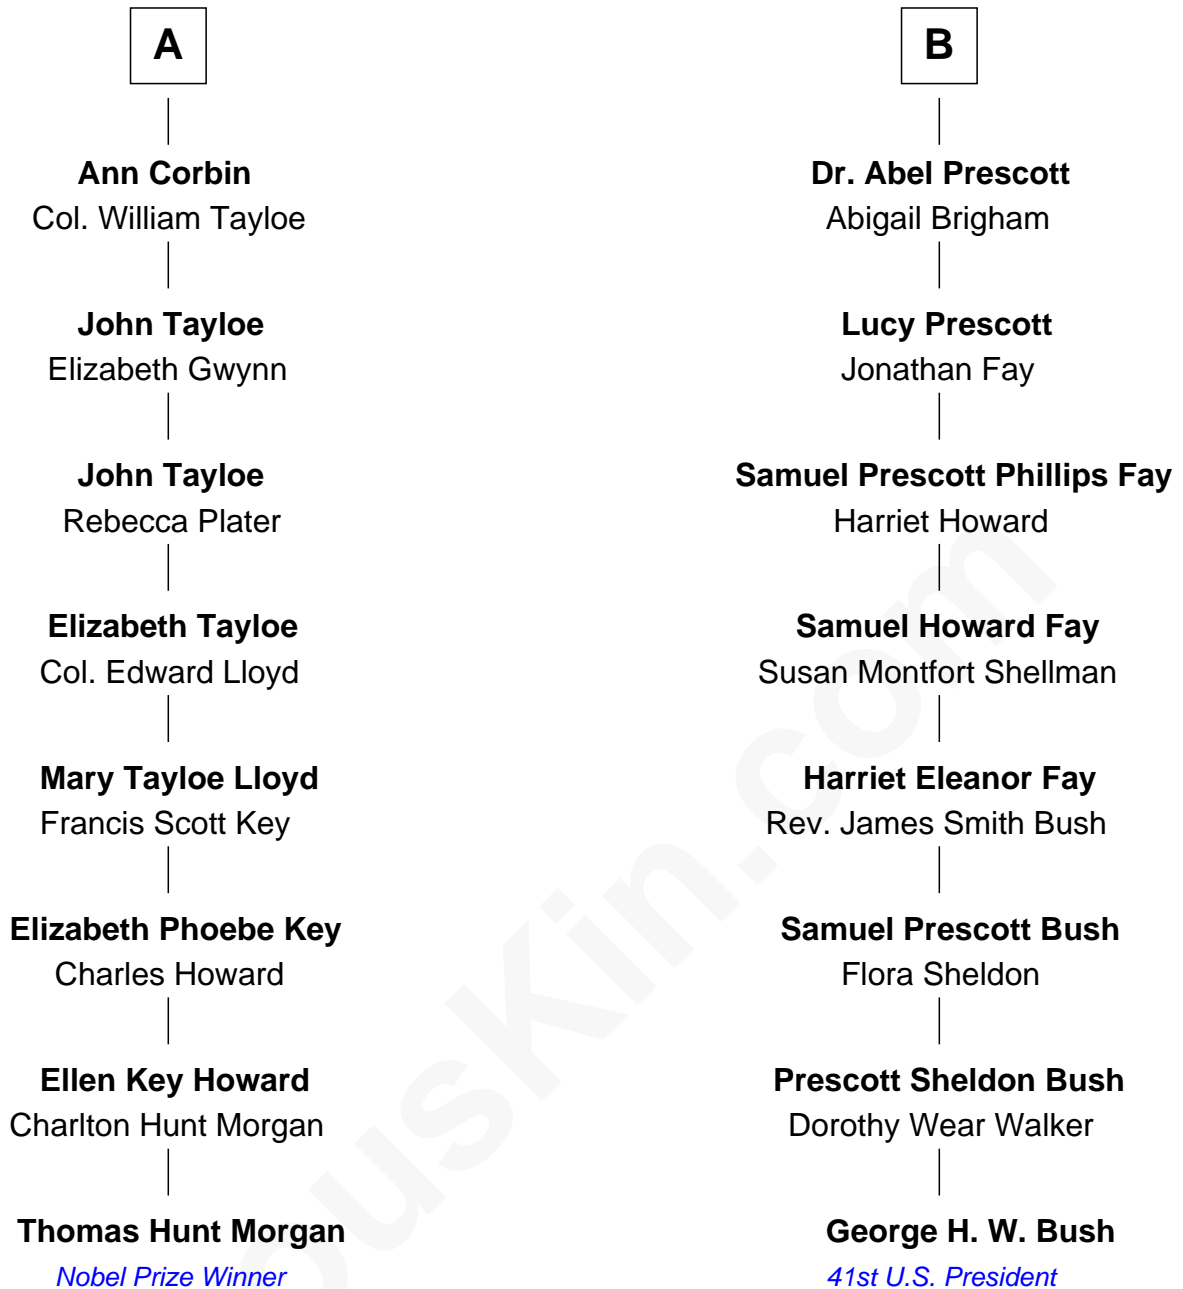 A
Ann Corbin
Col. William Tayloe
John Tayloe
Elizabeth Gwynn
John Tayloe
Rebecca Plater
Elizabeth Tayloe
Col. Edward Lloyd
Mary Tayloe Lloyd
Francis Scott Key
Elizabeth Phoebe Key
Charles Howard
Ellen Key Howard
Charlton Hunt Morgan
Thomas Hunt Morgan
Nobel Prize Winner
B
Dr. Abel Prescott
Abigail Brigham
Lucy Prescott
Jonathan Fay
Samuel Prescott Phillips Fay
Harriet Howard
Samuel Howard Fay
Susan Montfort Shellman
Harriet Eleanor Fay
Rev. James Smith Bush
Samuel Prescott Bush
Flora Sheldon
Prescott Sheldon Bush
Dorothy Wear Walker
George H. W. Bush
41st U.S. President
ousKin.com